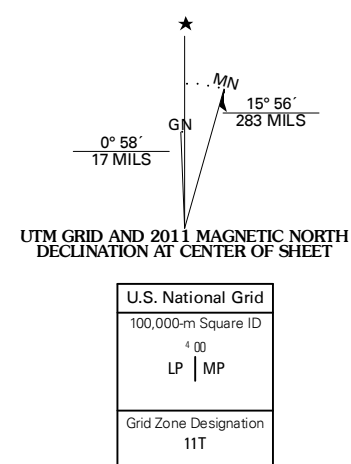 MN
GN
15° 56´
283 MILS
0° 58´
17 MILS
UTM GRID AND 2011 MAGNETIC NORTH
DECLINATION AT CENTER OF SHEET
U.S. National Grid
100,000-m Square ID
4 00
LP MP
Grid Zone Designation
11T